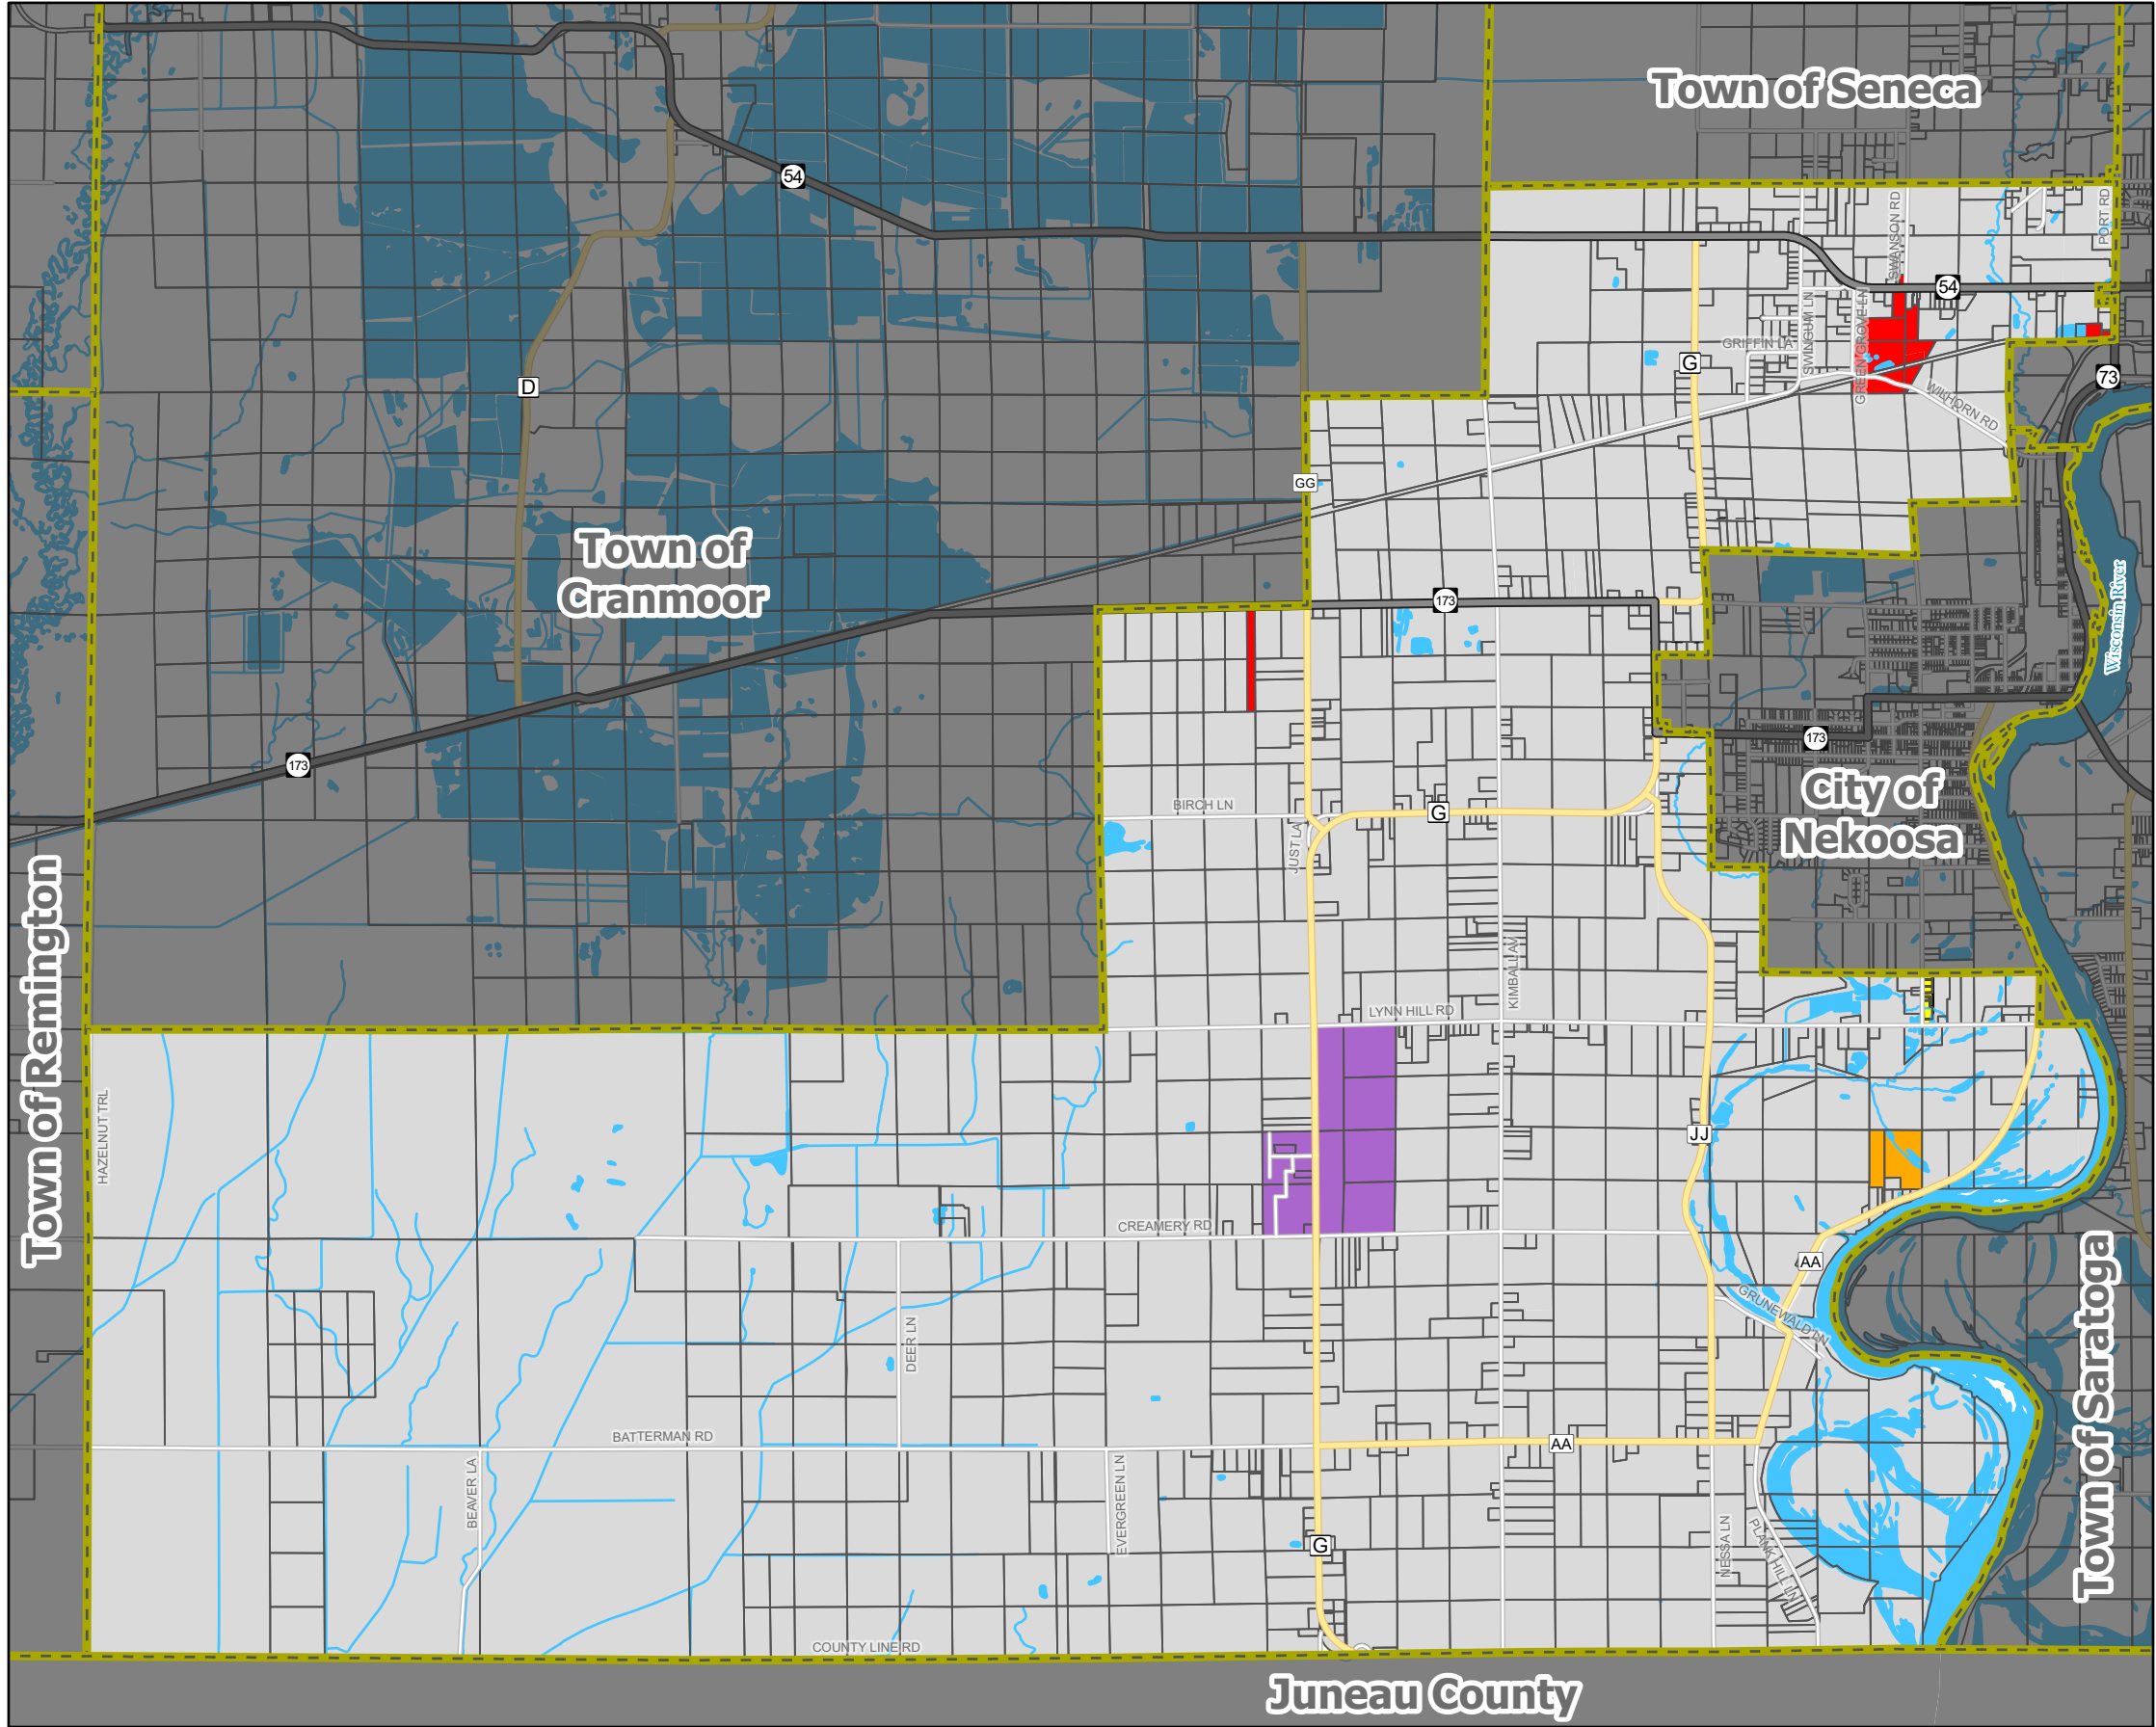 Town of Seneca
54
SWANSON RD
PORT RD
54
SWINGUM LN
GREEN GROVE LN
GRIFFIN LA
G
73
D
WILHORN RD
GG
Town of
Cranmoor
173
Wisconsin River
173
173
City of
Nekoosa
BIRCH LN
G
JUST LA
Town of Remington
KIMBALL AV
LYNN HILL RD
HAZELNUT TRL
JJ
CREAMERY RD
AA
GRUNEWALD LN
DEER LN
Town of Saratoga
BATTERMAN RD
AA
BEAVER LA
EVERGREEN LN
G
NESSA LN
PLANK HILL LN
COUNTY LINE RD
Juneau County